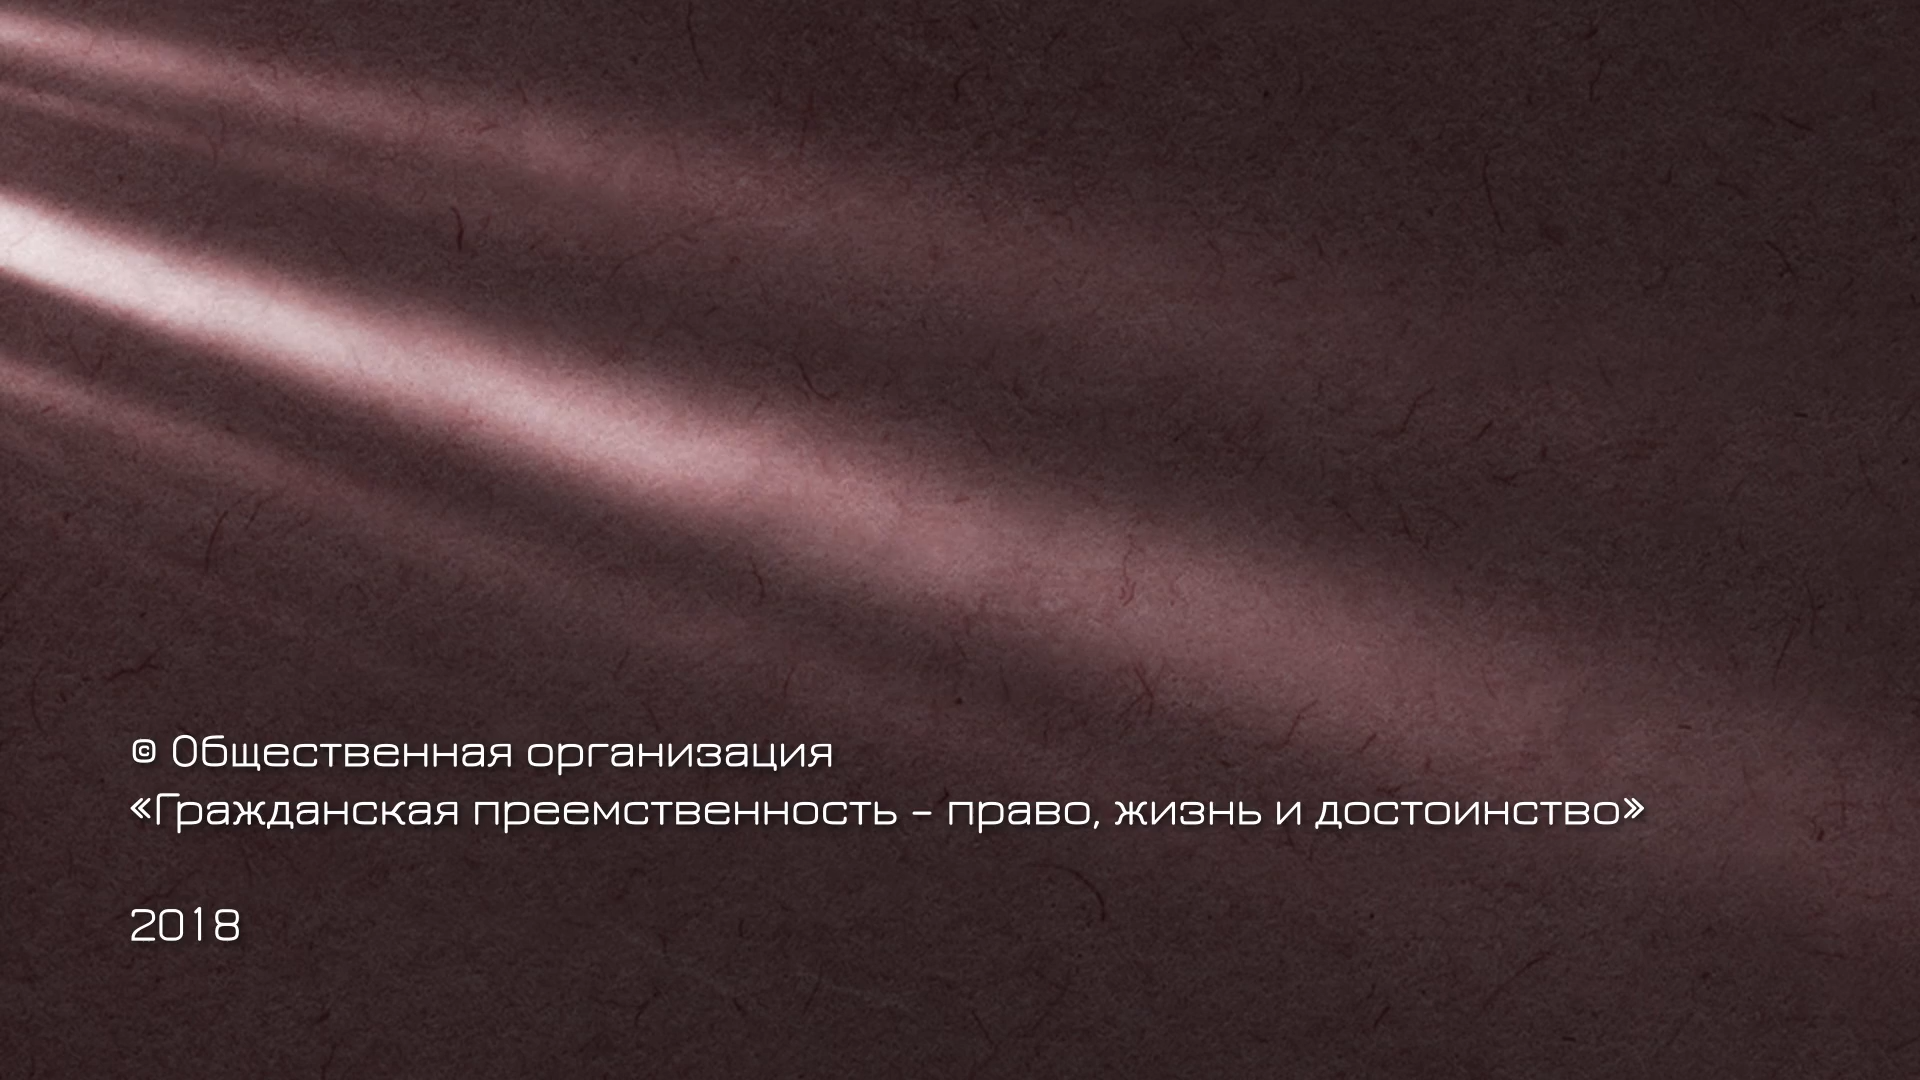 © Общественная организация
«Гражданская преемственность – право, жизнь и достоинство»
2018